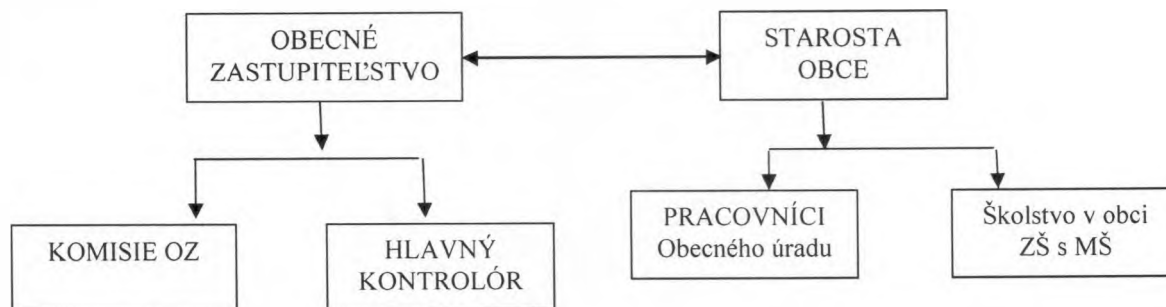 OBECNÉ
ZASTUPITEĽSTVO
STAROSTA
OBCE
KOMISIE OZ
HLAVNÝ
KONTROLÓR
PRACOVNÍCI
Obecného úradu
Školstvo v obci
ZŠ s MŠ